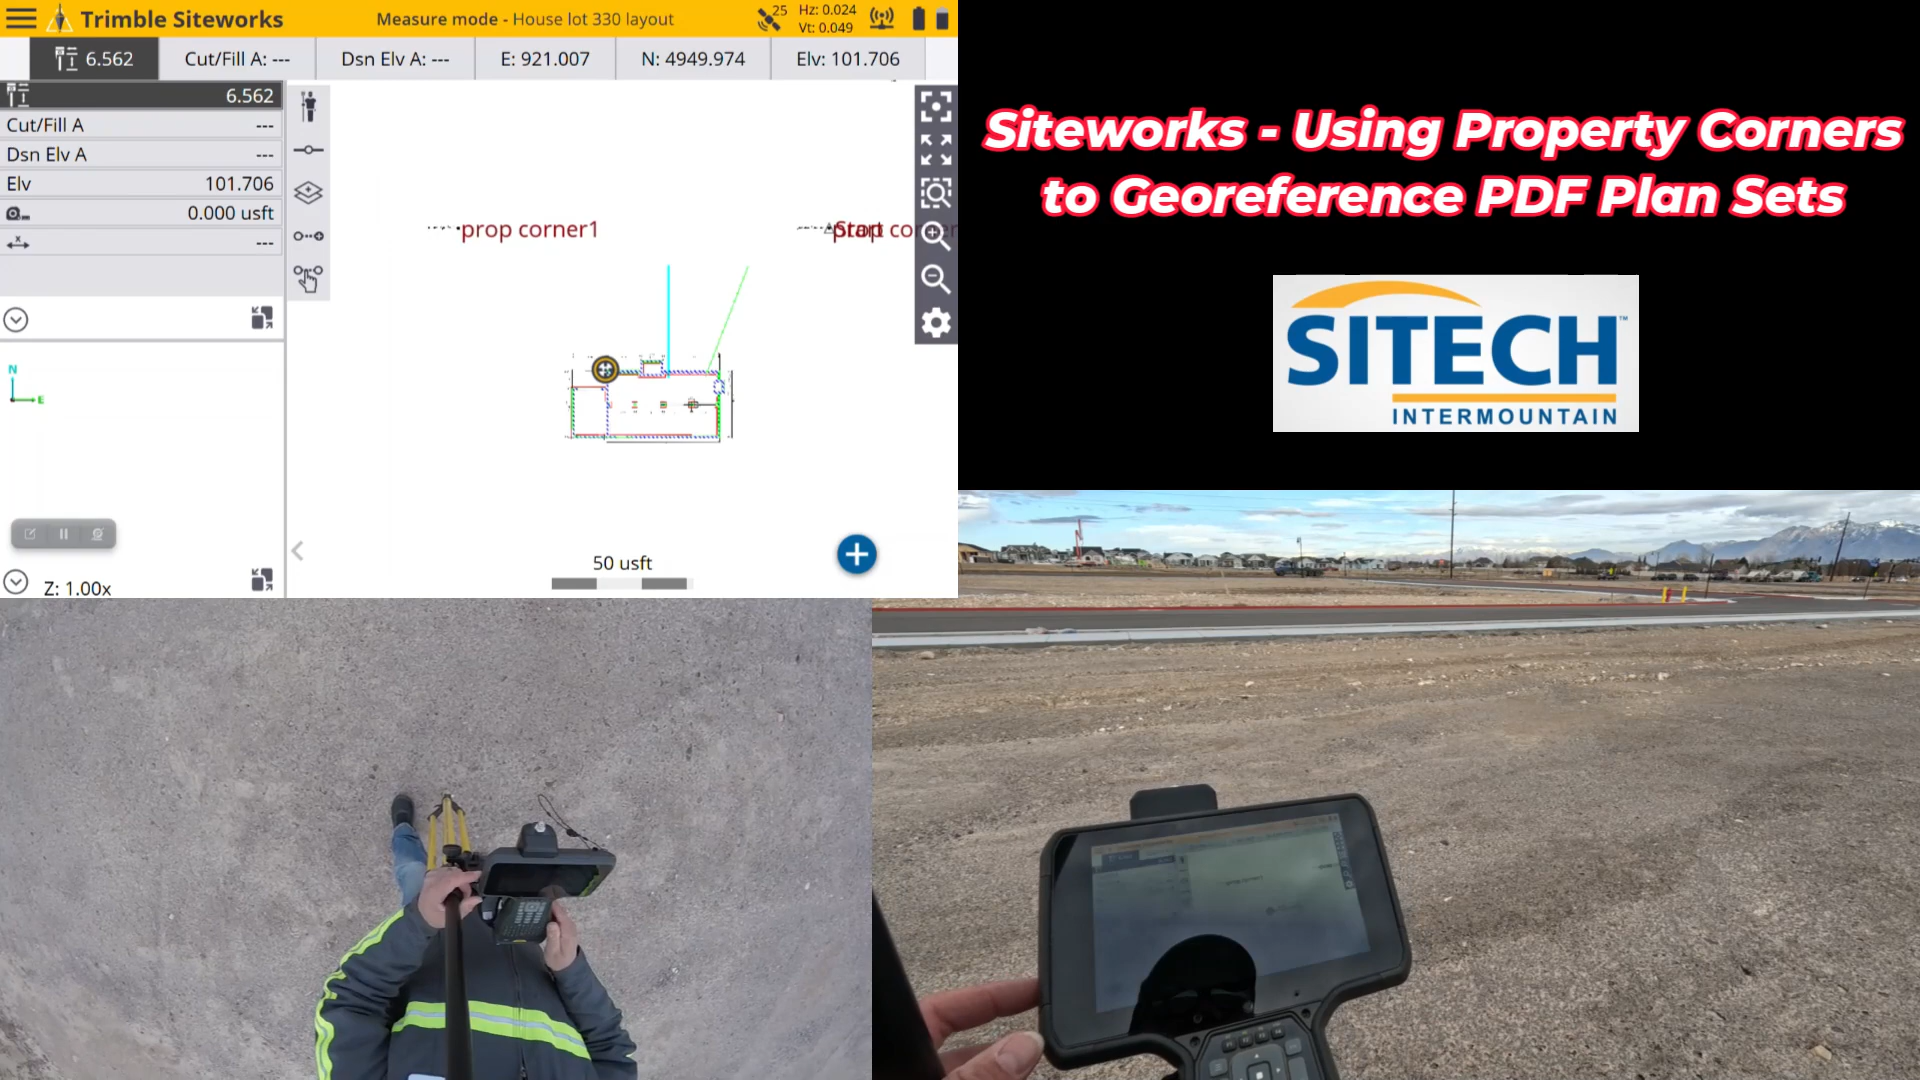 Trimble Siteworks
Measure mode - House lot 330 layout
25
Hz: 0.024
Vt: 0.049
6.562
Cut/Fill A: ---
Dsn Elv A: ---
E: 921.007
N: 4949.974
Elv: 101.706
6.562
Cut/Fill A
---
Dsn Elv A
---
Elv
101.706
0.000 usft
---
prop corner1
N
E
Z: 1.00x
50 usft
Siteworks - Using Property Corners
to Georeference PDF Plan Sets
SITECH™
INTERMOUNTAIN